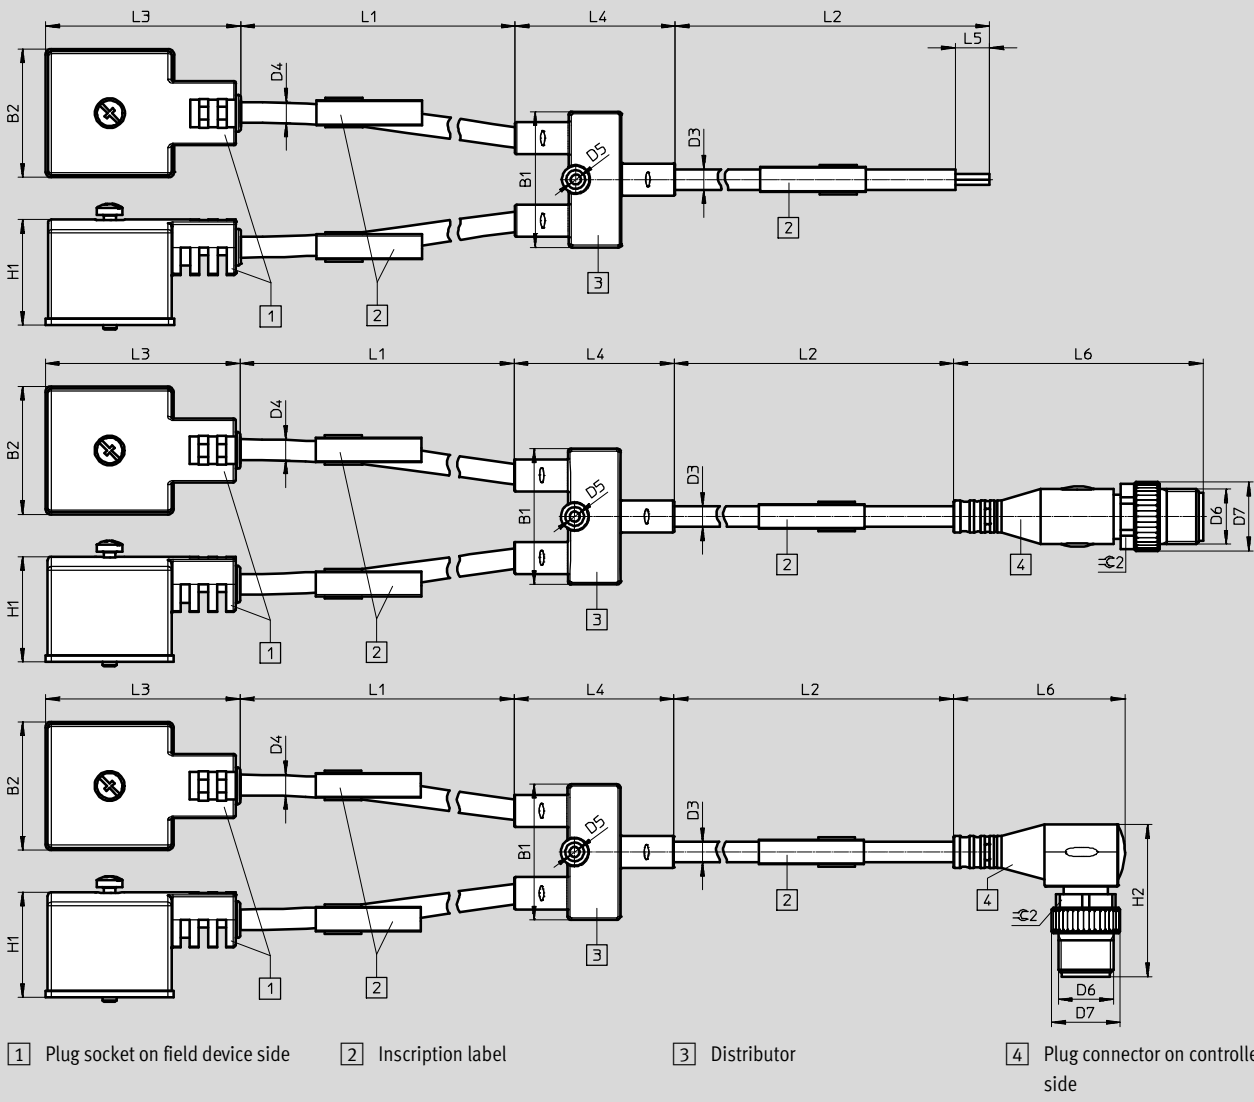 L3 L1 L4 L2
L5
B2 D4 D3
B1 D5
2
H1 3
1 2
L3 L1 L4 L2 L6
B2 D4 D3
B1 D5 D6 D7
2 4 2
H1 3
1 2
L3 L1 L4 L2 L6
B2 D4 D3
B1 D5
2 4 H2
2
H1 3
1 2 D6
D7
1 Plug socket on field device side 2 Inscription label 3 Distributor 4 Plug connector on controlle
side